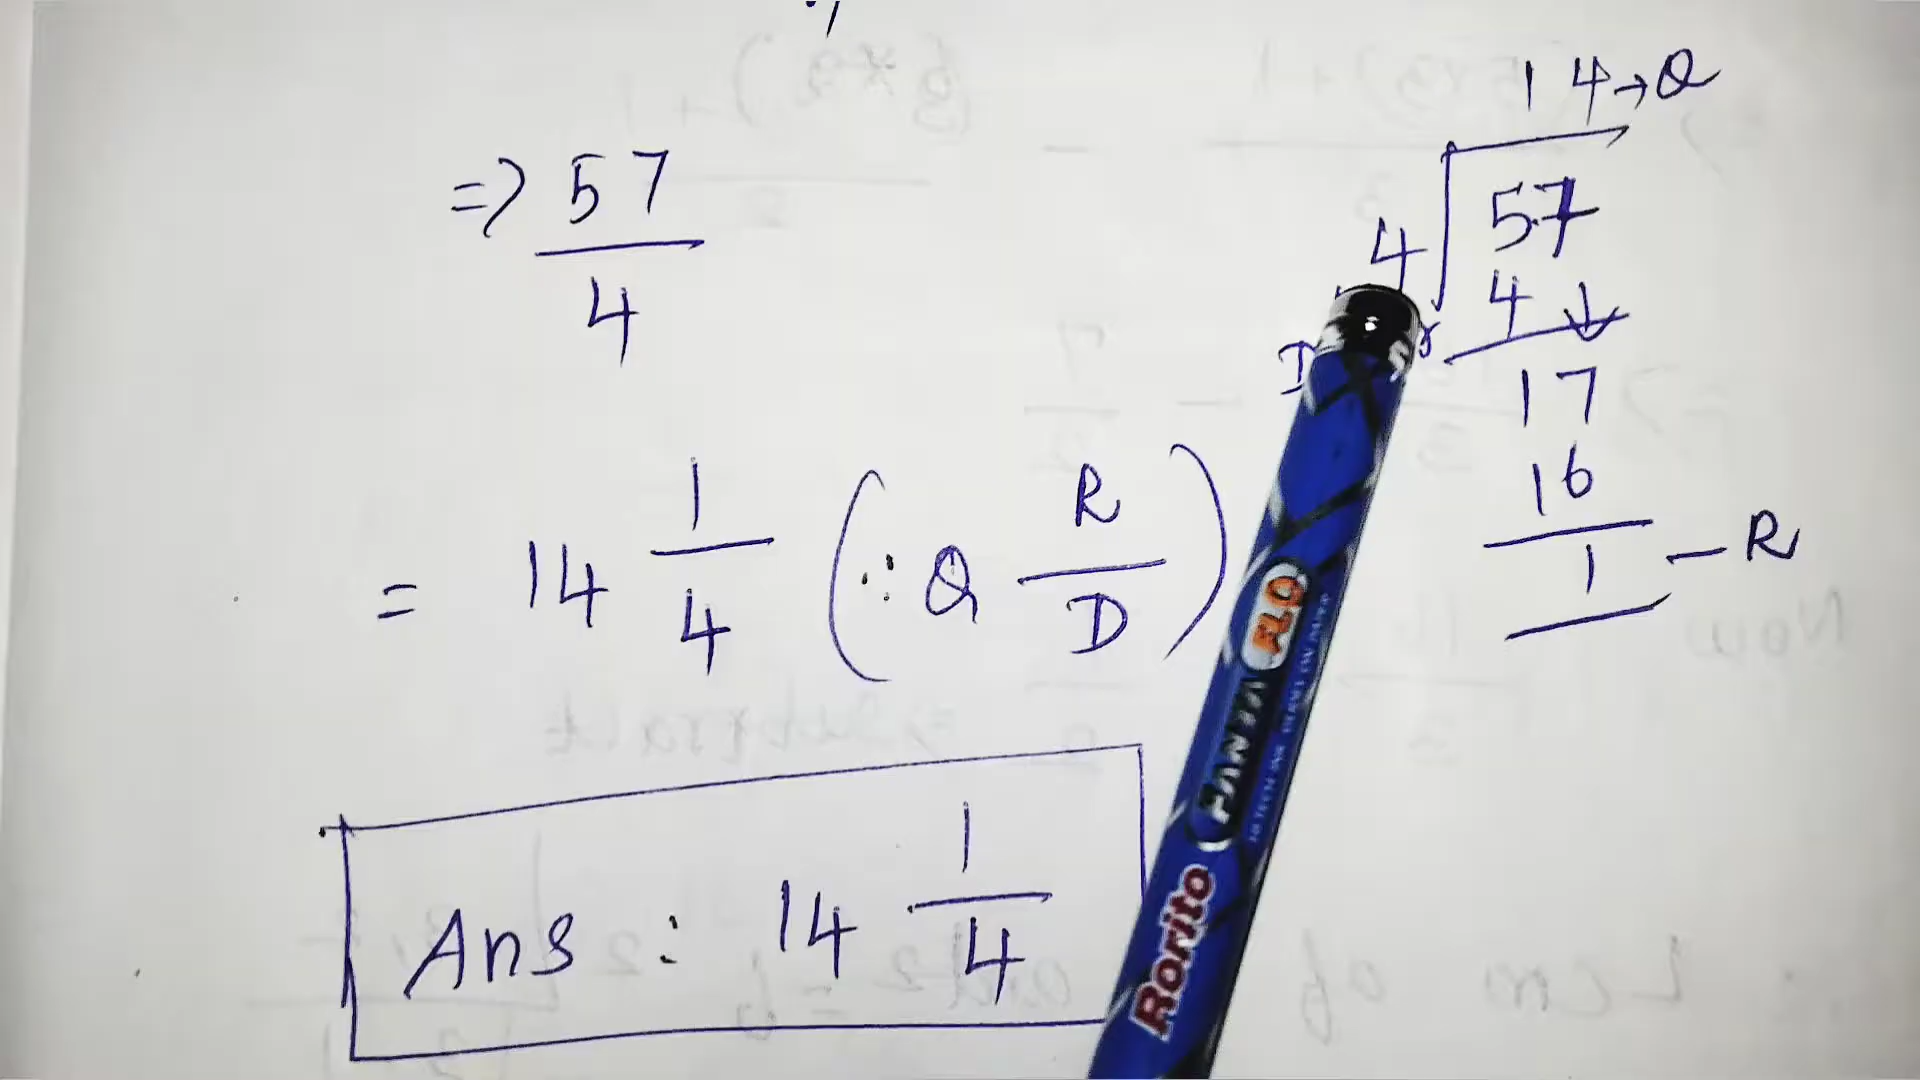 => 57
4
= 14 1/4 (∵ Q R/D)
Ans : 14 1/4
14 → Q
4 57
4 ↓
17
16
1 — R
Rorito FANTA FLO